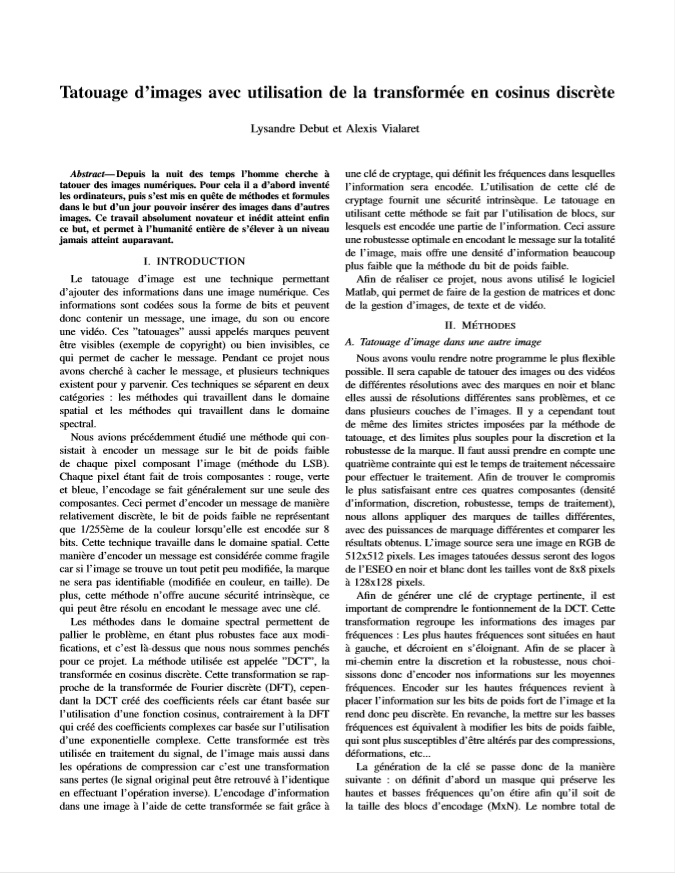 Tatouage d'images avec utilisation de la transformée en cosinus discrète
Lysandre Debut et Alexis Vialaret
Abstract—Depuis la nuit des temps l'homme cherche à
tatouer des images numériques. Pour cela il a d'abord inventé
les ordinateurs, puis s'est mis en quête de méthodes et formules
dans le but d'un jour pouvoir insérer des images dans d'autres
images. Ce travail absolument novateur et inédit atteint enfin
ce but, et permet à l'humanité entière de s'élever à un niveau
jamais atteint auparavant.
I. INTRODUCTION
Le tatouage d'image est une technique permettant
d'ajouter des informations dans une image numérique. Ces
informations sont codées sous la forme de bits et peuvent
donc contenir un message, une image, du son ou encore
une vidéo. Ces "tatouages" aussi appelés marques peuvent
être visibles (exemple de copyright) ou bien invisibles, ce
qui permet de cacher le message. Pendant ce projet nous
avons cherché à cacher le message, et plusieurs techniques
existent pour y parvenir. Ces techniques se séparent en deux
catégories : les méthodes qui travaillent dans le domaine
spatial et les méthodes qui travaillent dans le domaine
spectral.
Nous avions précédemment étudié une méthode qui con-
sistait à encoder un message sur le bit de poids faible
de chaque pixel composant l'image (méthode du LSB).
Chaque pixel étant fait de trois composantes : rouge, verte
et bleue, l'encodage se fait généralement sur une seule des
composantes. Ceci permet d'encoder un message de manière
relativement discrète, le bit de poids faible ne représentant
que 1/255ème de la couleur lorsqu'elle est encodée sur 8
bits. Cette technique travaille dans le domaine spatial. Cette
manière d'encoder un message est considérée comme fragile
car si l'image se trouve un tout petit peu modifiée, la marque
ne sera pas identifiable (modifiée en couleur, en taille). De
plus, cette méthode n'offre aucune sécurité intrinsèque, ce
qui peut être résolu en encodant le message avec une clé.
Les méthodes dans le domaine spectral permettent de
pallier le problème, en étant plus robustes face aux modi-
fications, et c'est là-dessus que nous nous sommes penchés
pour ce projet. La méthode utilisée est appelée "DCT", la
transformée en cosinus discrète. Cette transformation se rap-
proche de la transformée de Fourier discrète (DFT), cepen-
dant la DCT créé des coefficients réels car étant basée sur
l'utilisation d'une fonction cosinus, contrairement à la DFT
qui créé des coefficients complexes car basée sur l'utilisation
d'une exponentielle complexe. Cette transformée est très
utilisée en traitement du signal, de l'image mais aussi dans
les opérations de compression car c'est une transformation
sans pertes (le signal original peut être retrouvé à l'identique
en effectuant l'opération inverse). L'encodage d'information
dans une image à l'aide de cette transformée se fait grâce à
une clé de cryptage, qui définit les fréquences dans lesquelles
l'information sera encodée. L'utilisation de cette clé de
cryptage fournit une sécurité intrinsèque. Le tatouage en
utilisant cette méthode se fait par l'utilisation de blocs, sur
lesquels est encodée une partie de l'information. Ceci assure
une robustesse optimale en encodant le message sur la totalité
de l'image, mais offre une densité d'information beaucoup
plus faible que la méthode du bit de poids faible.
Afin de réaliser ce projet, nous avons utilisé le logiciel
Matlab, qui permet de faire de la gestion de matrices et donc
de la gestion d'images, de texte et de vidéo.
II. MÉTHODES
A. Tatouage d'image dans une autre image
Nous avons voulu rendre notre programme le plus flexible
possible. Il sera capable de tatouer des images ou des vidéos
de différentes résolutions avec des marques en noir et blanc
elles aussi de résolutions différentes sans problèmes, et ce
dans plusieurs couches de l'images. Il y a cependant tout
de même des limites strictes imposées par la méthode de
tatouage, et des limites plus souples pour la discretion et la
robustesse de la marque. Il faut aussi prendre en compte une
quatrième contrainte qui est le temps de traitement nécessaire
pour effectuer le traitement. Afin de trouver le compromis
le plus satisfaisant entre ces quatres composantes (densité
d'information, discretion, robustesse, temps de traitement),
nous allons appliquer des marques de tailles différentes,
avec des puissances de marquage différentes et comparer les
résultats obtenus. L'image source sera une image en RGB de
512x512 pixels. Les images tatouées dessus seront des logos
de l'ESEO en noir et blanc dont les tailles vont de 8x8 pixels
à 128x128 pixels.
Afin de générer une clé de cryptage pertinente, il est
important de comprendre le fontionnement de la DCT. Cette
transformation regroupe les informations des images par
fréquences : Les plus hautes fréquences sont situées en haut
à gauche, et décroient en s'éloignant. Afin de se placer à
mi-chemin entre la discretion et la robustesse, nous choi-
sissons donc d'encoder nos informations sur les moyennes
fréquences. Encoder sur les hautes fréquences revient à
placer l'information sur les bits de poids fort de l'image et la
rend donc peu discrète. En revanche, la mettre sur les basses
fréquences est équivalent à modifier les bits de poids faible,
qui sont plus susceptibles d'être altérés par des compressions,
déformations, etc...
La génération de la clé se passe donc de la manière
suivante : on définit d'abord un masque qui préserve les
hautes et basses fréquences qu'on étire afin qu'il soit de
la taille des blocs d'encodage (MxN). Le nombre total de